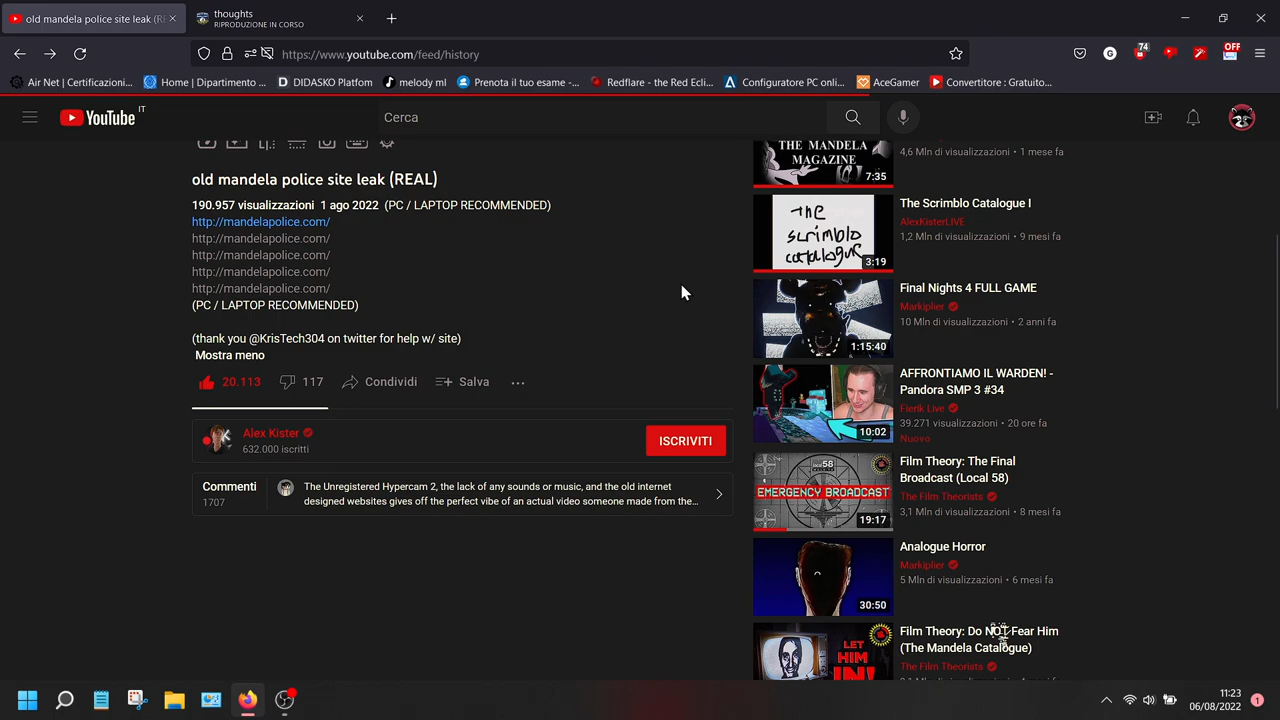 old mandela police site leak (RE
thoughts
RIPRODUZIONE IN CORSO
https://www.youtube.com/feed/history
74
OFF
Air Net | Certificazioni...
Home | Dipartimento ...
DIDASKO Platfom
melody ml
Prenota il tuo esame -...
Redflare - the Red Ecli...
Configuratore PC onlin...
AceGamer
Convertitore : Gratuito...
YouTube
IT
Cerca
old mandela police site leak (REAL)
190.957 visualizzazioni 1 ago 2022 (PC / LAPTOP RECOMMENDED)
http://mandelapolice.com/
http://mandelapolice.com/
http://mandelapolice.com/
http://mandelapolice.com/
http://mandelapolice.com/
(PC / LAPTOP RECOMMENDED)
(thank you @KrisTech304 on twitter for help w/ site)
Mostra meno
20.113
117
Condividi
Salva
Alex Kister
632.000 iscritti
ISCRIVITI
Commenti
1707
The Unregistered Hypercam 2, the lack of any sounds or music, and the old internet
designed websites gives off the perfect vibe of an actual video someone made from the...
THE MANDELA
MAGAZINE
7:35
4,6 Mln di visualizzazioni • 1 mese fa
the
scrimblo
catalogue
3:19
The Scrimblo Catalogue I
AlexKisterLIVE
1,2 Mln di visualizzazioni • 9 mesi fa
1:15:40
Final Nights 4 FULL GAME
Markiplier
10 Mln di visualizzazioni • 2 anni fa
10:02
AFFRONTIAMO IL WARDEN! -
Pandora SMP 3 #34
Fierik Live
39.271 visualizzazioni • 20 ore fa
Nuovo
58
EMERGENCY BROADCAST
19:17
Film Theory: The Final
Broadcast (Local 58)
The Film Theorists
3,1 Mln di visualizzazioni • 8 mesi fa
30:50
Analogue Horror
Markiplier
5 Mln di visualizzazioni • 6 mesi fa
LET
HIM
IN!
Film Theory: Do NOT Fear Him
(The Mandela Catalogue)
The Film Theorists
11:23
06/08/2022
1